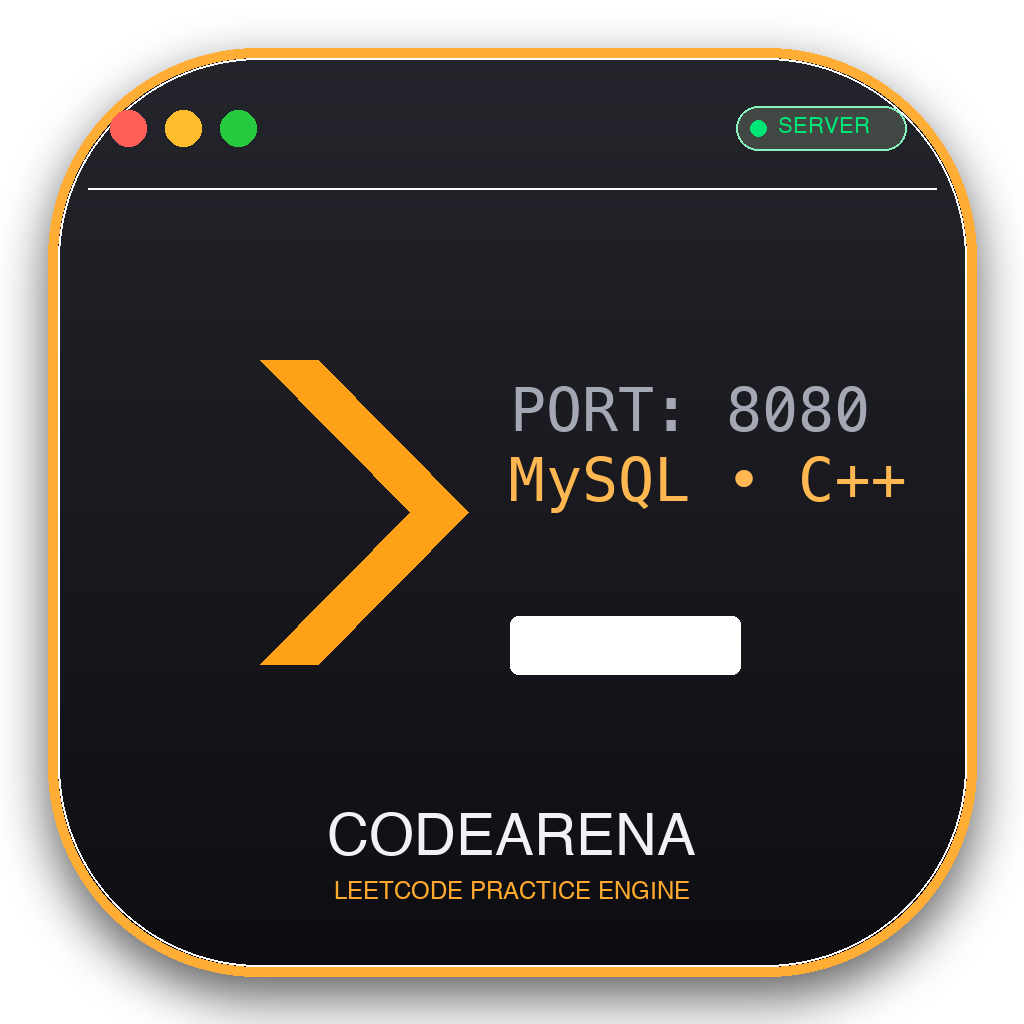 SERVER
PORT: 8080
MySQL • C++
CODEARENA
LEETCODE PRACTICE ENGINE